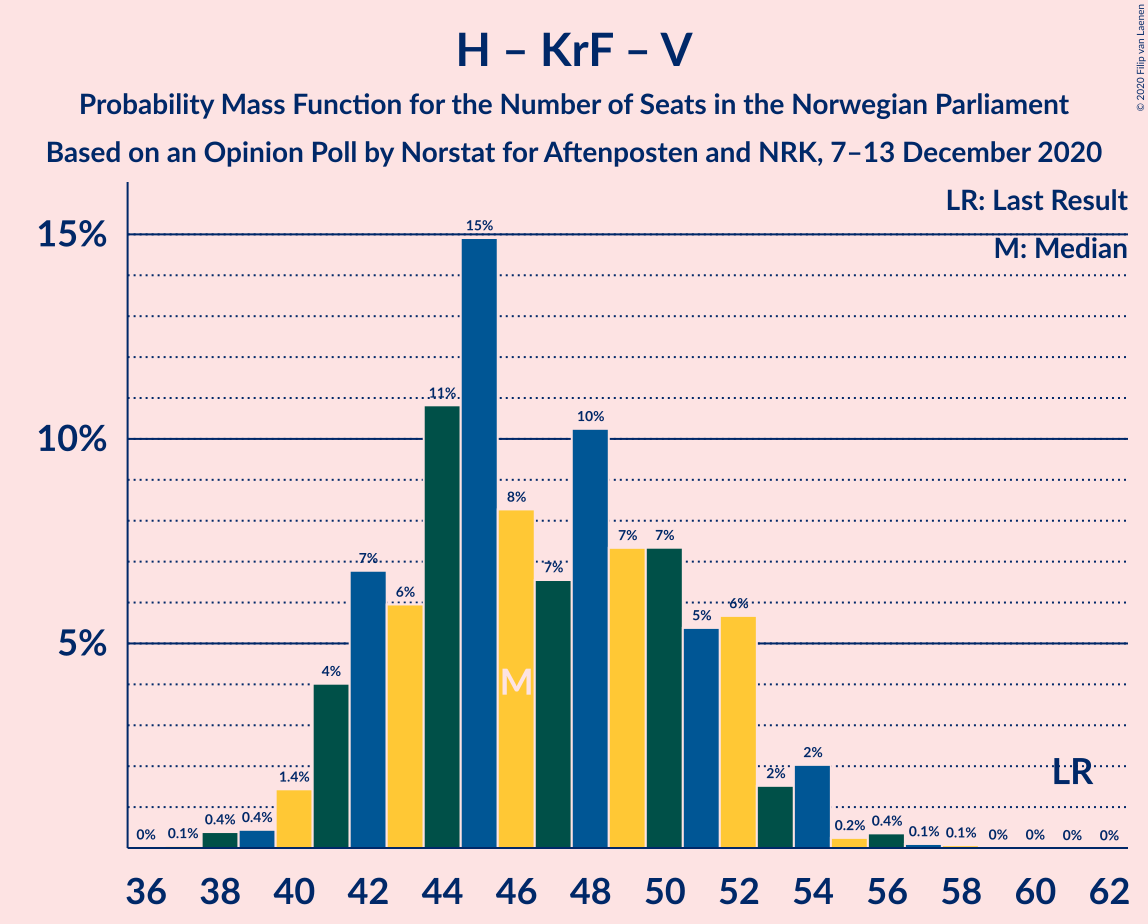 H – KrF – V
Probability Mass Function for the Number of Seats in the Norwegian Parliament
Based on an Opinion Poll by Norstat for Aftenposten and NRK, 7–13 December 2020
© 2020 Filip van Laenen
LR: Last Result
M: Median
15%
10%
5%
0% 0.1% 0.4% 0.4% 1.4% 4% 7% 6% 11% 15% 8% 7% 10% 7% 7% 5% 6% 2% 2% 0.2% 0.4% 0.1% 0.1% 0% 0% 0% 0%
M
LR
36 38 40 42 44 46 48 50 52 54 56 58 60 62